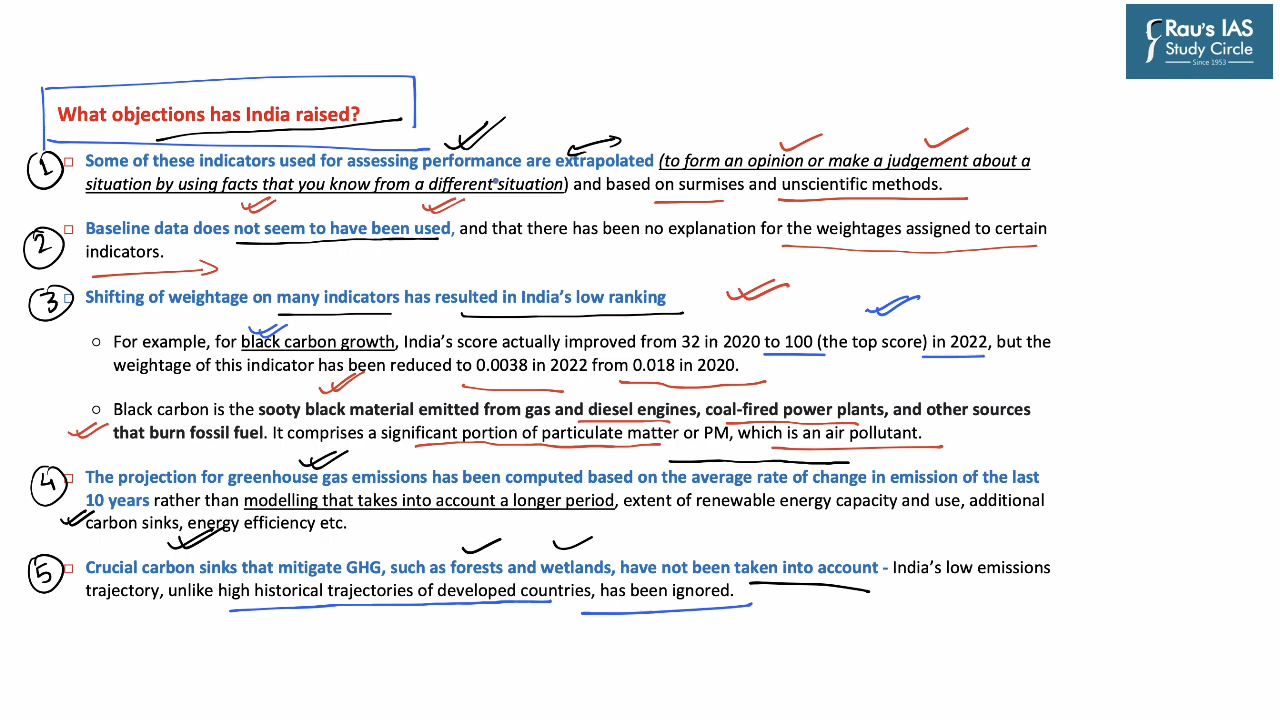 Rau's IAS
Study Circle
Since 1953
What objections has India raised?
1 Some of these indicators used for assessing performance are extrapolated (to form an opinion or make a judgement about a
situation by using facts that you know from a different situation) and based on surmises and unscientific methods.
2 Baseline data does not seem to have been used, and that there has been no explanation for the weightages assigned to certain
indicators.
3 Shifting of weightage on many indicators has resulted in India's low ranking
For example, for black carbon growth, India's score actually improved from 32 in 2020 to 100 (the top score) in 2022, but the
weightage of this indicator has been reduced to 0.0038 in 2022 from 0.018 in 2020.
Black carbon is the sooty black material emitted from gas and diesel engines, coal-fired power plants, and other sources
that burn fossil fuel. It comprises a significant portion of particulate matter or PM, which is an air pollutant.
4 The projection for greenhouse gas emissions has been computed based on the average rate of change in emission of the last
10 years rather than modelling that takes into account a longer period, extent of renewable energy capacity and use, additional
carbon sinks, energy efficiency etc.
5 Crucial carbon sinks that mitigate GHG, such as forests and wetlands, have not been taken into account - India's low emissions
trajectory, unlike high historical trajectories of developed countries, has been ignored.